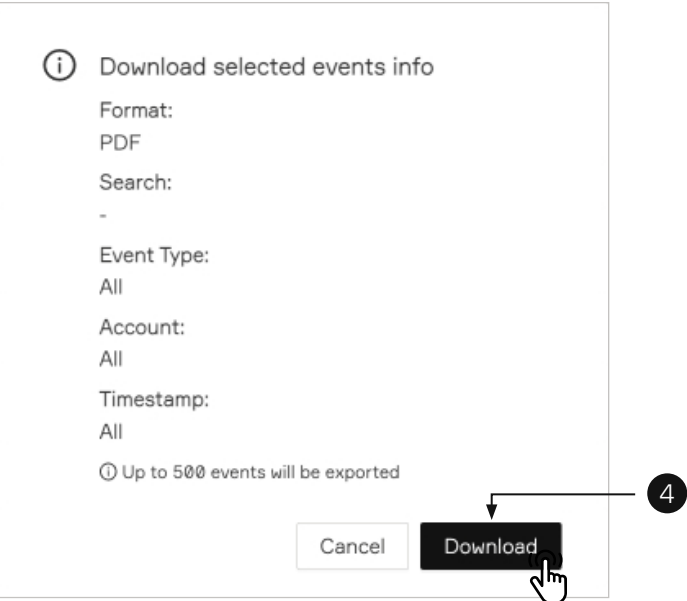 Download selected events info
Format:
PDF
Search:
-
Event Type:
All
Account:
All
Timestamp:
All
Up to 500 events will be exported
4
Cancel
Download